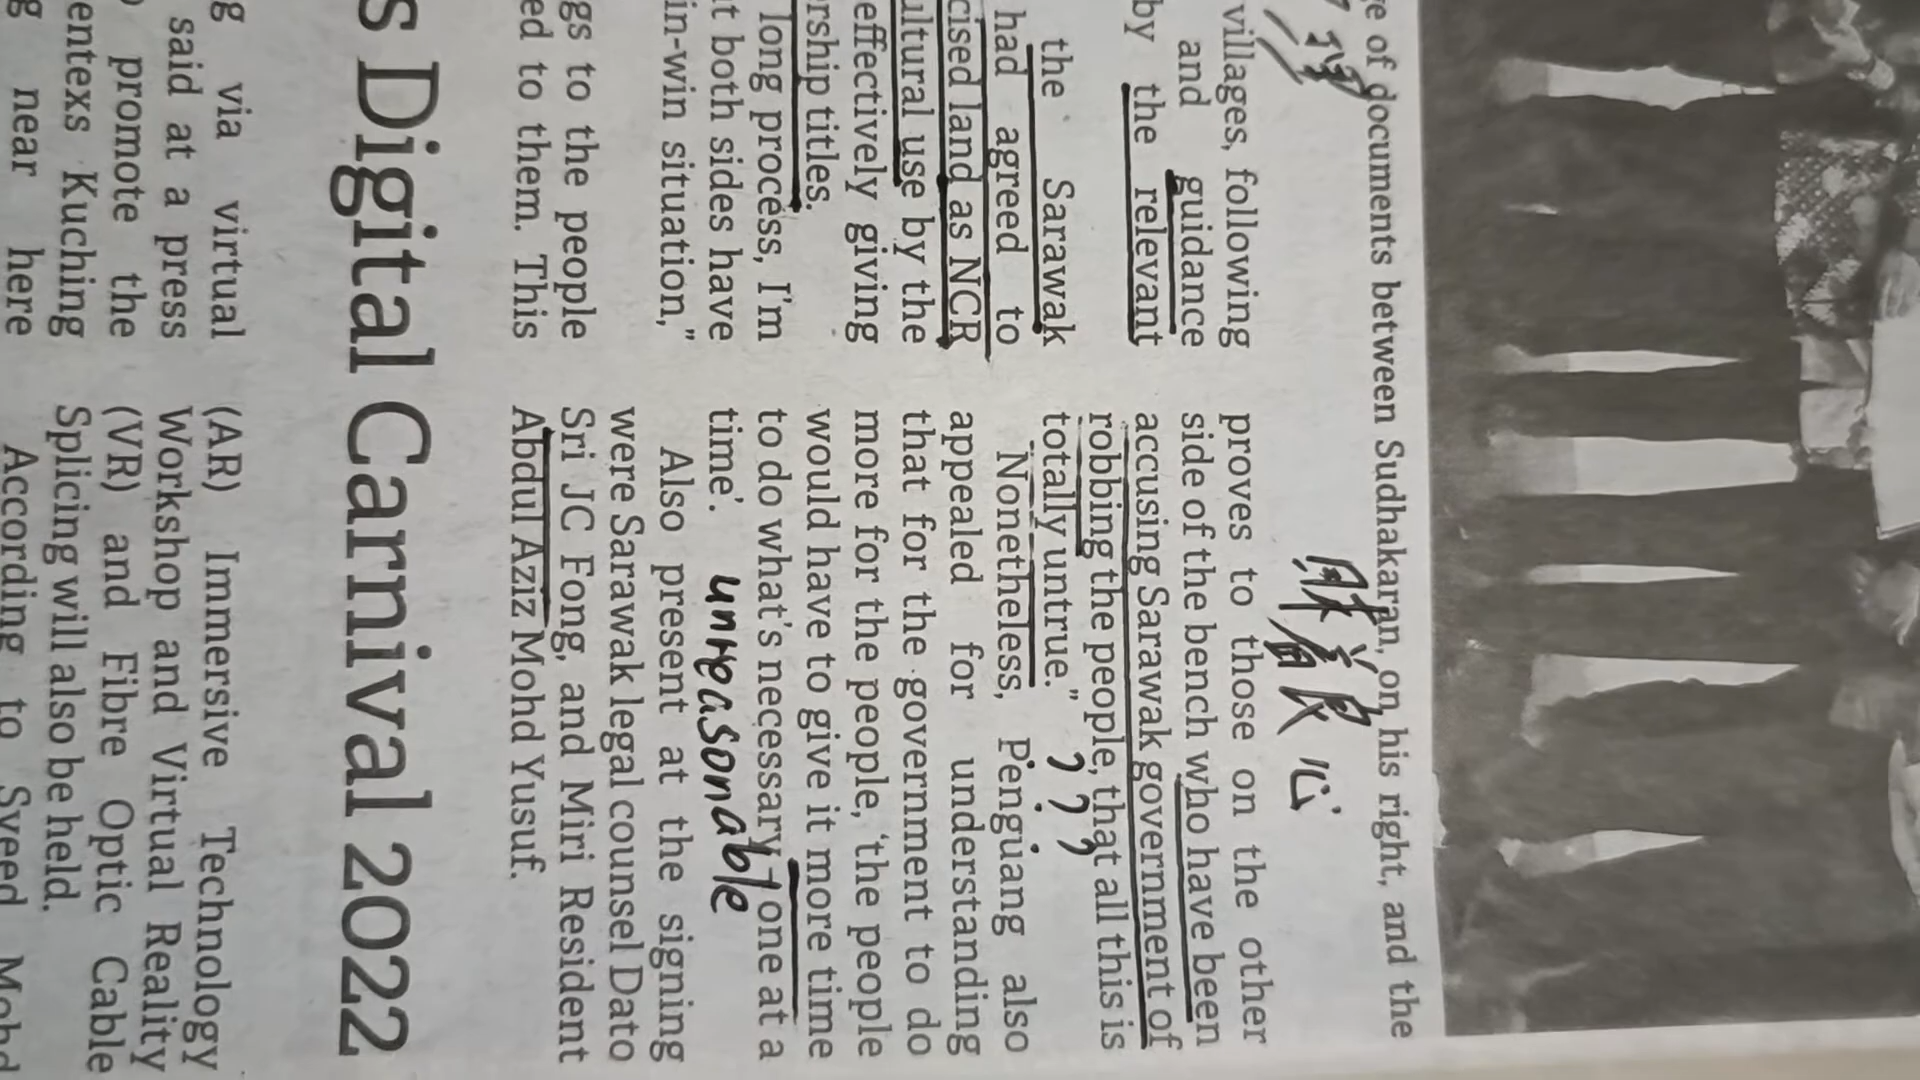 ge of documents between Sudhakaran, on his right, and the
昧着良心
villages, following
and guidance
by the relevant
the Sarawak
had agreed to
cised land as NCR
ultural use by the
effectively giving
rship titles.
long process, I'm
t both sides have
in-win situation,”
gs to the people
ed to them. This
proves to those on the other
side of the bench who have been
accusing Sarawak government of
robbing the people, that all this is
totally untrue.” ???
Nonetheless, Penguang also
appealed for understanding
that for the government to do
more for the people, ‘the people
would have to give it more time
to do what's necessary, one at a
time’.
unreasonable
Also present at the signing
were Sarawak legal counsel Dato
Sri JC Fong, and Miri Resident
Abdul Aziz Mohd Yusuf.
s Digital Carnival 2022
g via virtual
said at a press
promote the
entexs Kuching
g near here
(AR) Immersive Technology
Workshop and Virtual Reality
(VR) and Fibre Optic Cable
Splicing will also be held.
According to Syeed Mohd